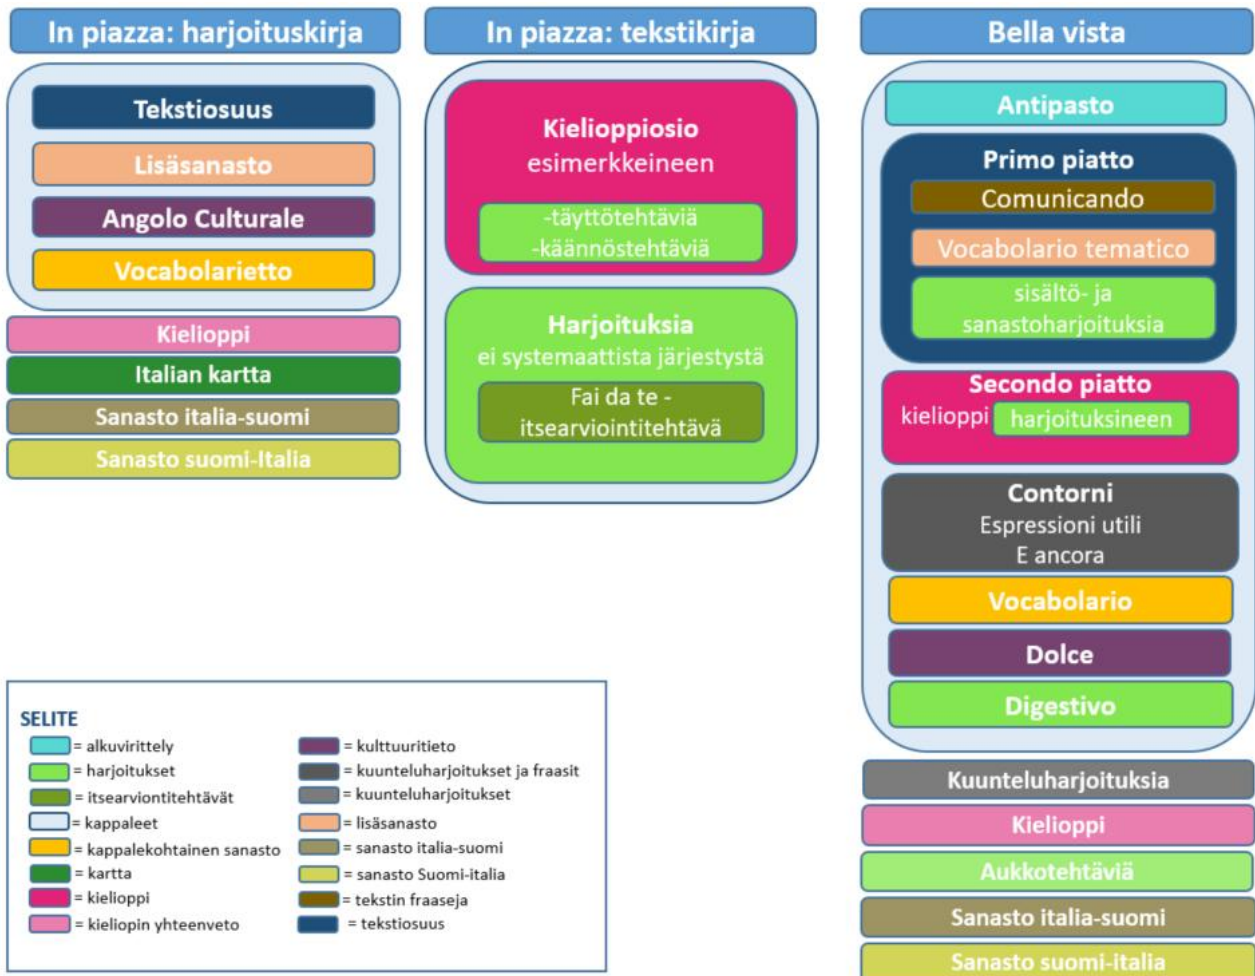 In piazza: harjoituskirja
Tekstiosuus
Lisäsanasto
Angolo Culturale
Vocabolarietto
Kielioppi
Italian kartta
Sanasto italia-suomi
Sanasto suomi-Italia
In piazza: tekstikirja
Kielioppiosio
esimerkkeineen
-täyttötehtäviä
-käännöstehtäviä
Harjoituksia
ei systemaattista järjestystä
Fai da te -
itsearviointitehtävä
Bella vista
Antipasto
Primo piatto
Comunicando
Vocabolario tematico
sisältö- ja
sanastoharjoituksia
Secondo piatto
kielioppi harjoituksineen
Contorni
Espressioni utili
E ancora
Vocabolario
Dolce
Digestivo
Kuunteluharjoituksia
Kielioppi
Aukkotehtäviä
Sanasto italia-suomi
Sanasto suomi-italia
SELITE
= alkuvirittely
= harjoitukset
= itsearviontitehtävät
= kappaleet
= kappalekohtainen sanasto
= kartta
= kielioppi
= kieliopin yhteenveto
= kulttuuritieto
= kuunteluharjoitukset ja fraasit
= kuunteluharjoitukset
= lisäsanasto
= sanasto italia-suomi
= sanasto Suomi-italia
= tekstin fraaseja
= tekstiosuus